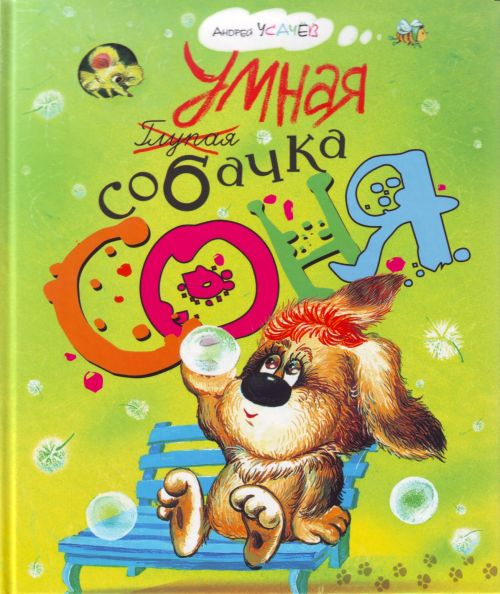 Андрей УСАЧЁВ
Умная
Глупая
собачка
СОНЯ